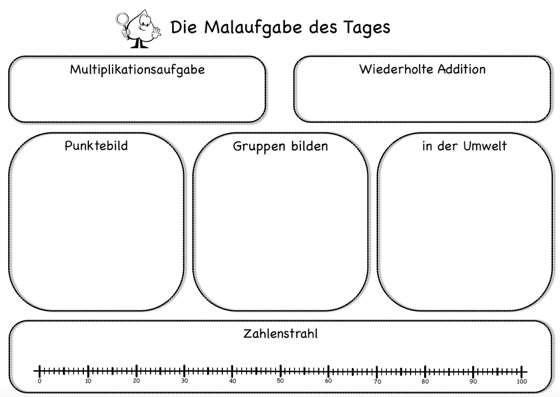 Die Malaufgabe des Tages
Multiplikationsaufgabe
Wiederholte Addition
Punktebild
Gruppen bilden
in der Umwelt
Zahlenstrahl
0 10 20 30 40 50 60 70 80 90 100